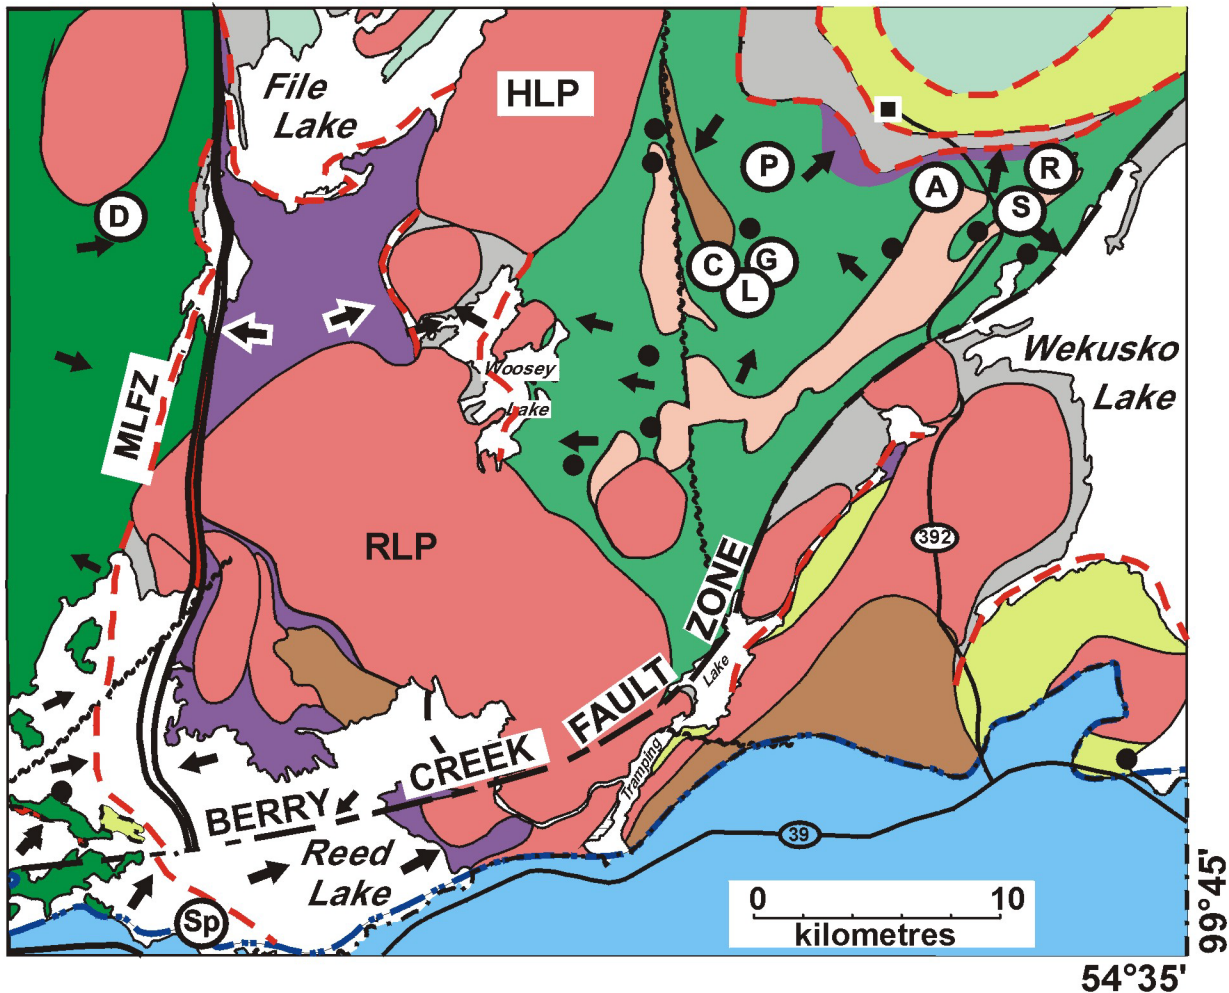 File
Lake
HLP
P
R
A
S
D
C
G
L
Wekusko
Lake
MLFZ
Woosey
Lake
RLP
392
ZONE
FAULT
CREEK
BERRY
Lake
Tramping
Reed
Lake
39
Sp
0 10
kilometres
99°45'
54°35'